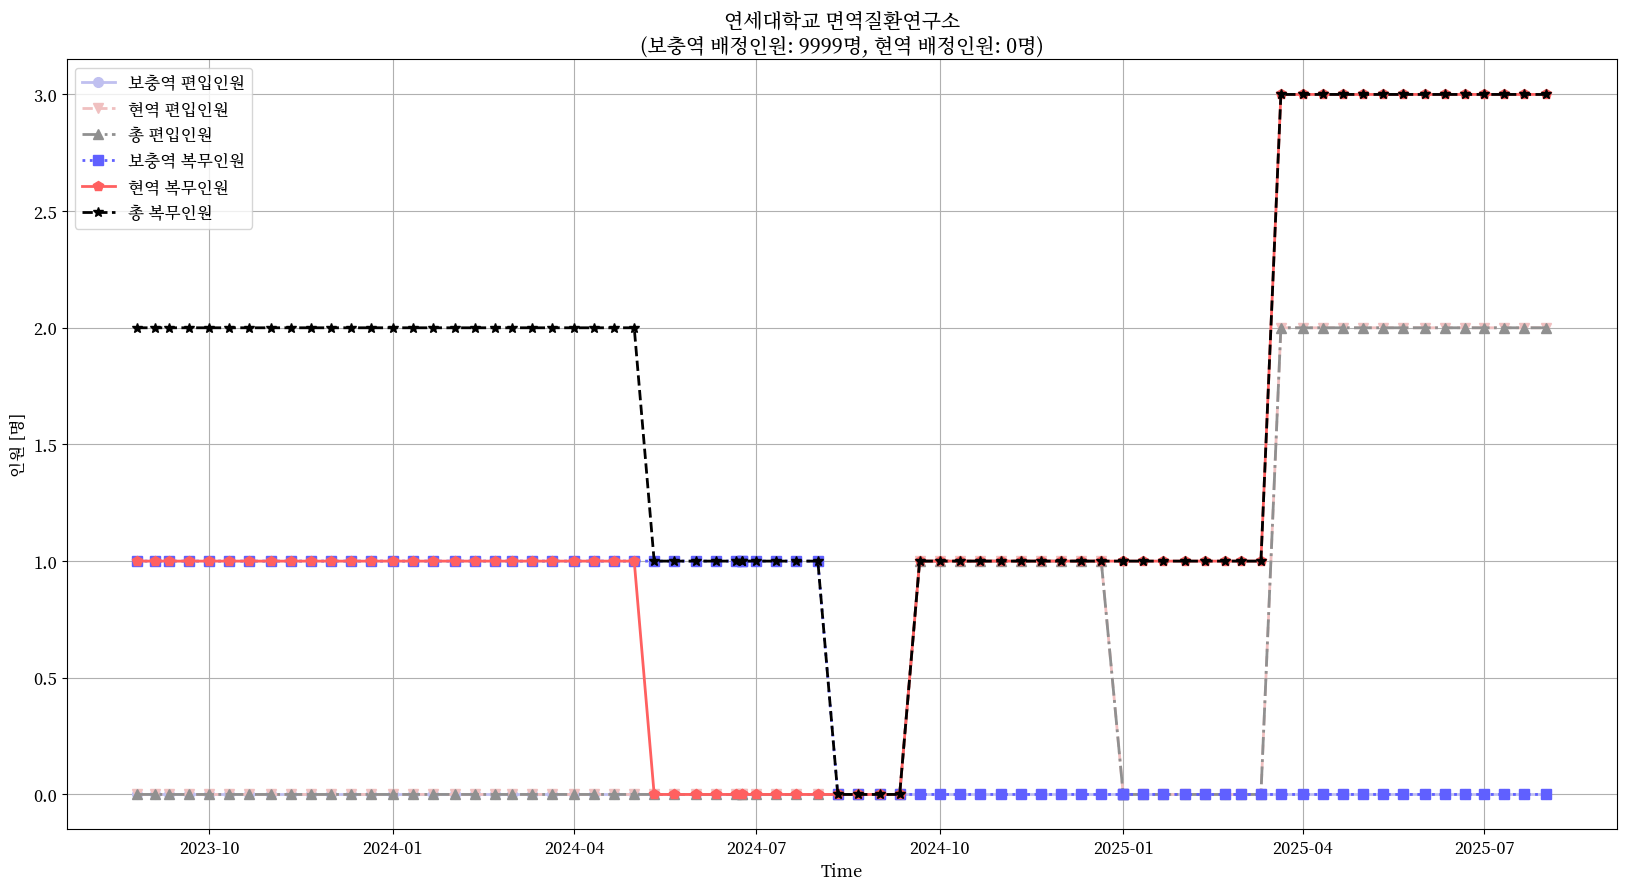 연세대학교 면역질환연구소
(보충역 배정인원: 9999명, 현역 배정인원: 0명)
보충역 편입인원
현역 편입인원
총 편입인원
보충역 복무인원
현역 복무인원
총 복무인원
3.0
2.5
2.0
1.5
1.0
0.5
0.0
인원 [명]
2023-10
2024-01
2024-04
2024-07
2024-10
2025-01
2025-04
2025-07
Time